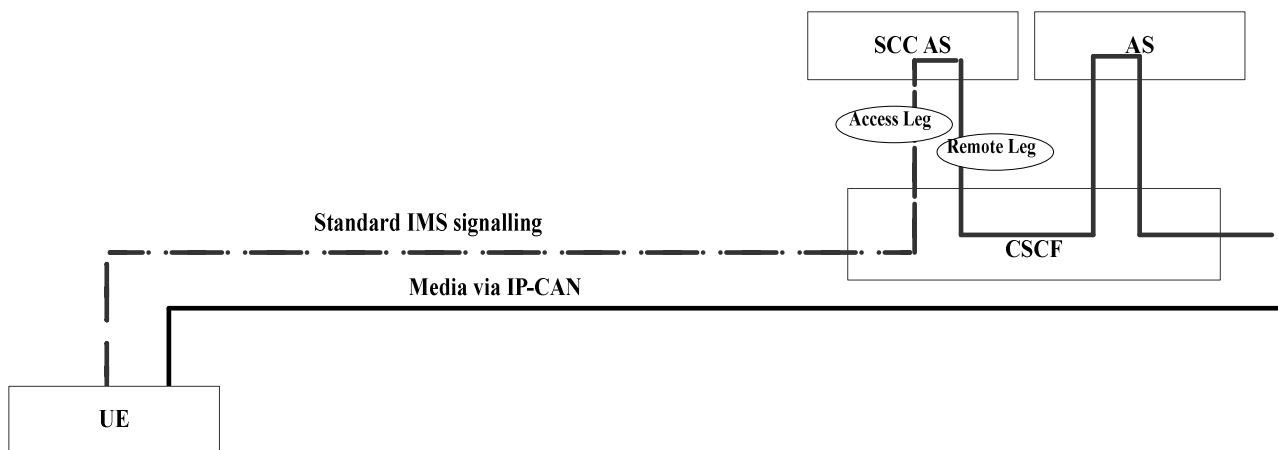 SCC AS
AS
Access Leg
Remote Leg
Standard IMS signalling
CSCF
Media via IP-CAN
UE